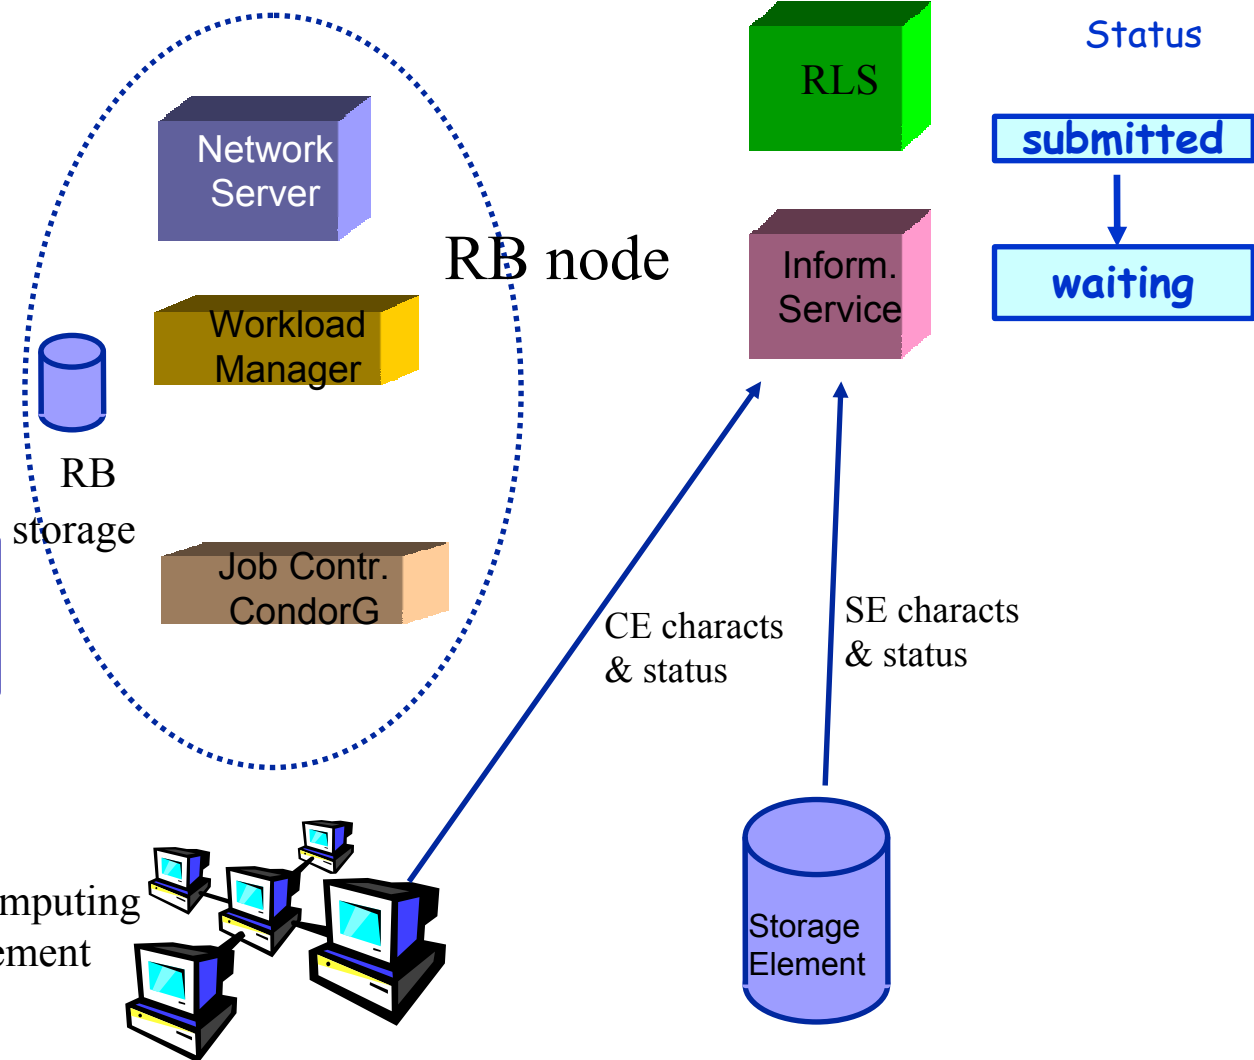 Status
RLS
submitted
Network
Server
RB node
Inform.
Service
waiting
Workload
Manager
RB
storage
Job Contr.
CondorG
CE characts
& status
SE characts
& status
mputing
ement
Storage
Element